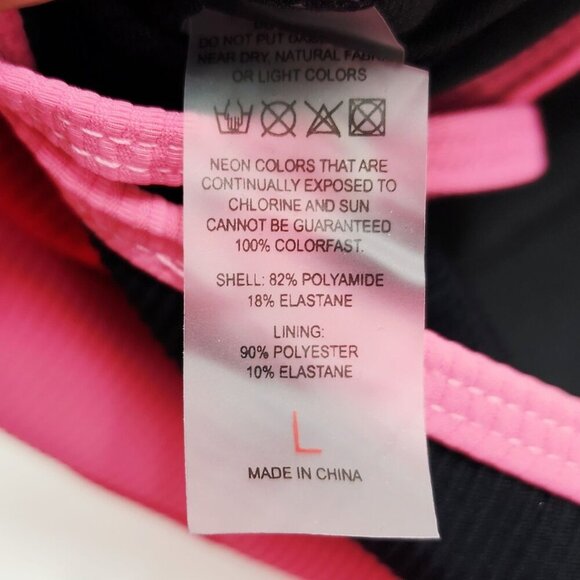 DO NOT PUT
NEAR DRY, NATURAL
OR LIGHT COLORS
NEON COLORS THAT ARE
CONTINUALLY EXPOSED TO
CHLORINE AND SUN
CANNOT BE GUARANTEED
100% COLORFAST.
SHELL: 82% POLYAMIDE
18% ELASTANE
LINING:
90% POLYESTER
10% ELASTANE
L
MADE IN CHINA